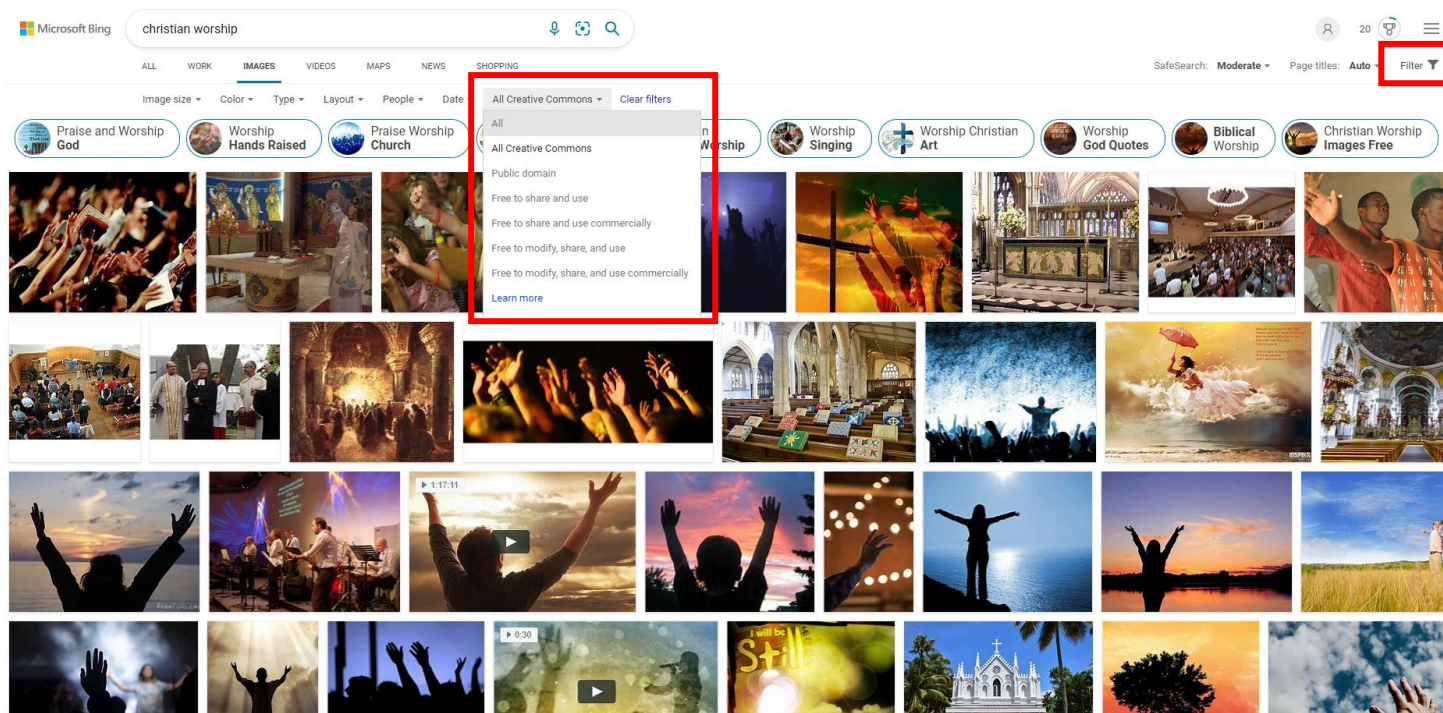 Microsoft Bing
christian worship
20
ALL WORK IMAGES VIDEOS MAPS NEWS SHOPPING
SafeSearch: Moderate Page titles: Auto Filter
Image size Color Type Layout People Date All Creative Commons Clear filters
All
All Creative Commons
Public domain
Free to share and use
Free to share and use commercially
Free to modify, share, and use
Free to modify, share, and use commercially
Learn more
Praise and Worship God
Worship Hands Raised
Praise Worship Church
Worship
Worship Singing
Worship Christian Art
Worship God Quotes
Biblical Worship
Christian Worship Images Free
1:17:11
0:30
I will be
Still